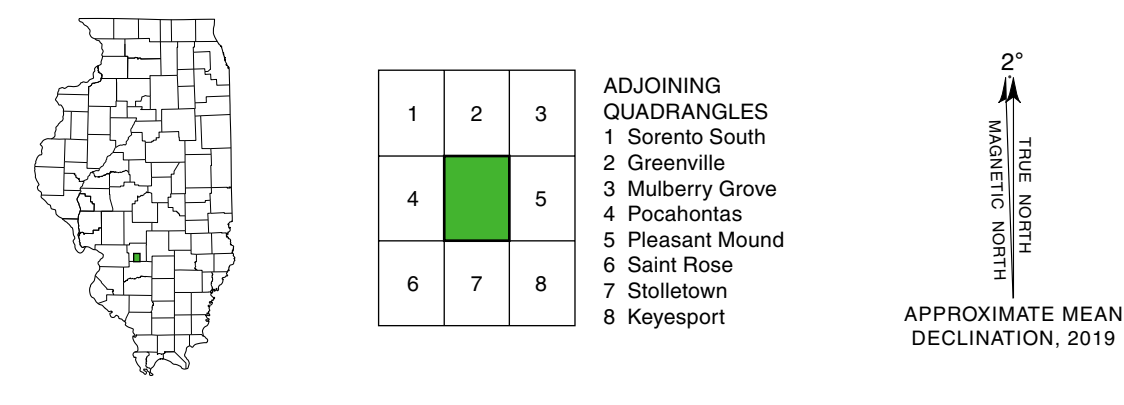 1 2 3
4 5
6 7 8
ADJOINING
QUADRANGLES
1 Sorento South
2 Greenville
3 Mulberry Grove
4 Pocahontas
5 Pleasant Mound
6 Saint Rose
7 Stolletown
8 Keyesport
2°
MAGNETIC NORTH
TRUE NORTH
APPROXIMATE MEAN
DECLINATION, 2019